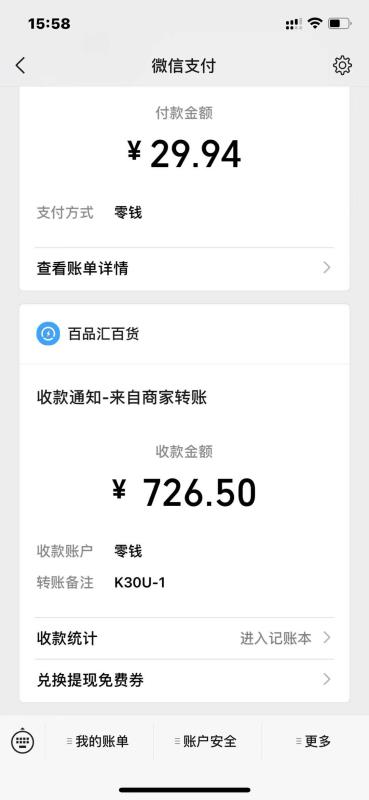 15:58
微信支付
付款金额
¥ 29.94
支付方式 零钱
查看账单详情
百品汇百货
收款通知-来自商家转账
收款金额
¥ 726.50
收款账户 零钱
转账备注 K30U-1
收款统计 进入记账本
兑换提现免费券
我的账单 账户安全 更多